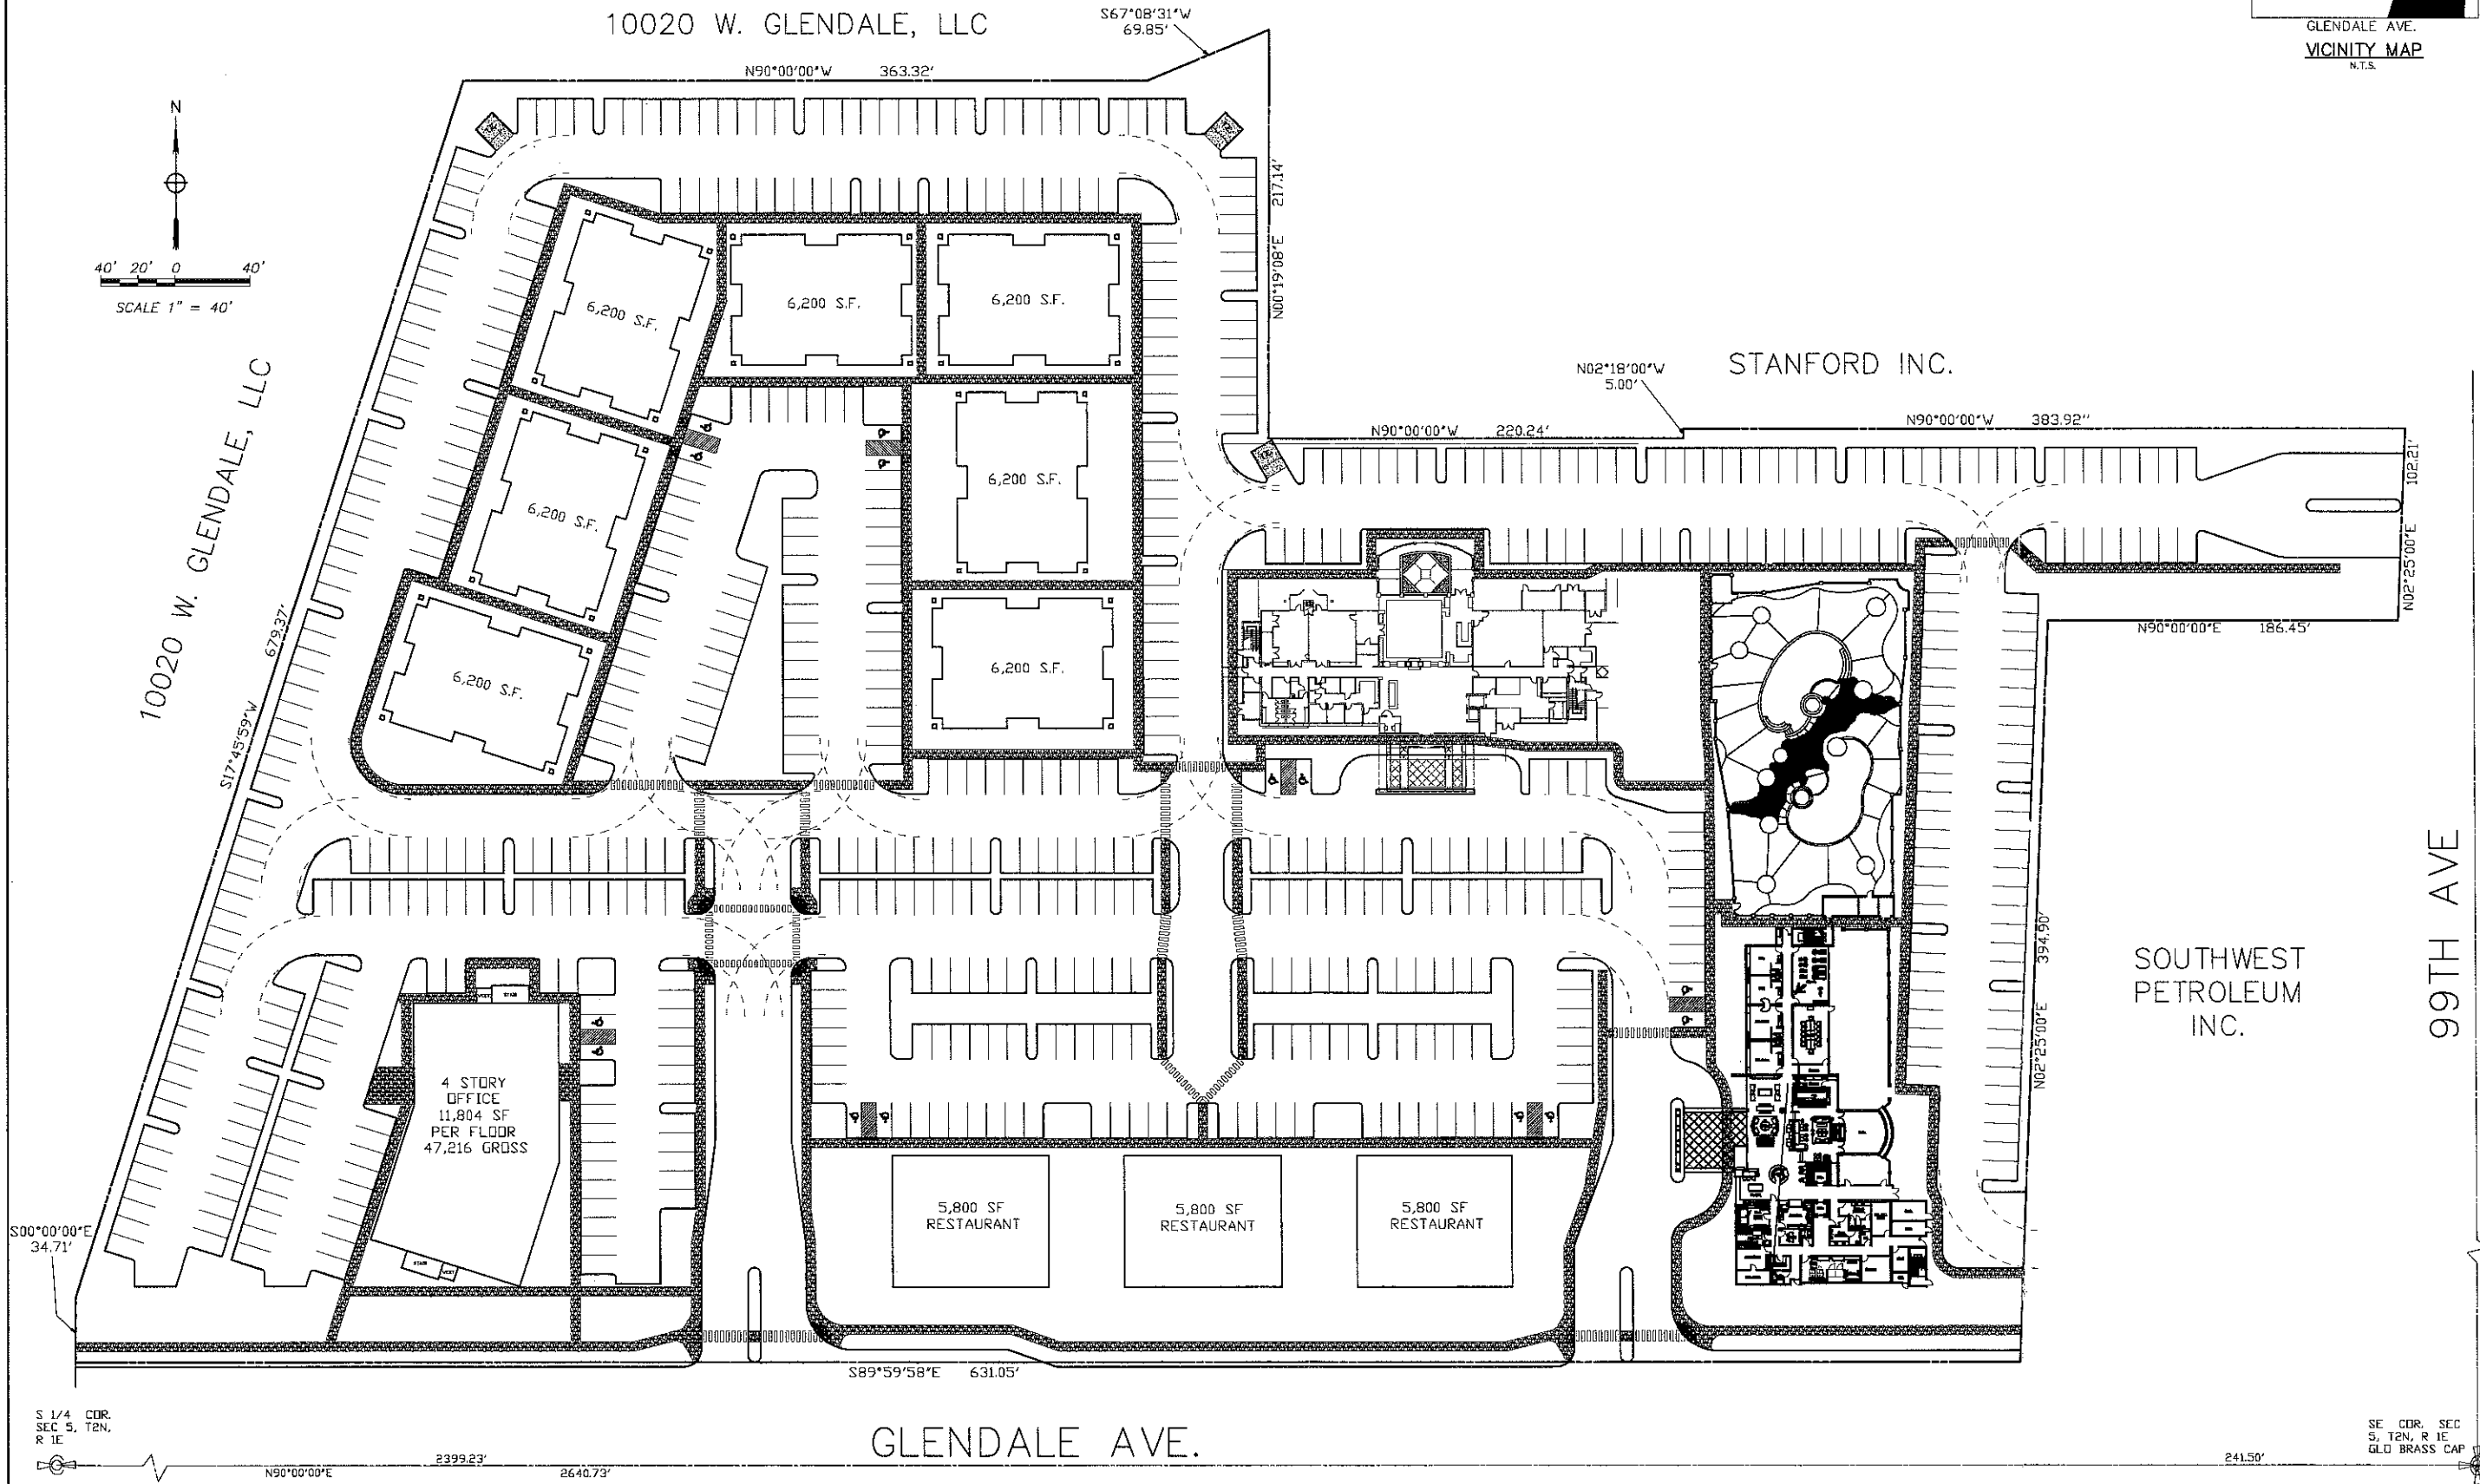 10020 W. GLENDALE, LLC
S67°08'31"W
69.85'
GLENDALE AVE.
VICINITY MAP
N.T.S.
N90°00'00"W 363.32'
N
40' 20' 0 40'
SCALE 1" = 40'
N00°19'08"E 217.14'
6,200 S.F.
6,200 S.F.
6,200 S.F.
10020 W. GLENDALE, LLC
N02°18'00"W
5.00'
STANFORD INC.
N90°00'00"W 220.24'
N90°00'00"W 383.92"
N02°25'00"E 102.21'
6,200 S.F.
6,200 S.F.
N90°00'00"E 186.45'
6,200 S.F.
6,200 S.F.
S17°45'59"W 679.37'
SOUTHWEST
PETROLEUM
INC.
N02°25'00"E 394.90'
99TH AVE
STAIR
4 STORY
OFFICE
11,804 SF
PER FLOOR
47,216 GROSS
5,800 SF
RESTAURANT
5,800 SF
RESTAURANT
5,800 SF
RESTAURANT
S00°00'00"E
34.71'
STAIR
S89°59'58"E 631.05'
S 1/4 COR.
SEC 5, T2N,
R 1E
GLENDALE AVE.
SE COR. SEC
5, T2N, R 1E
GLO BRASS CAP
2399.23'
241.50'
N90°00'00"E 2640.73'